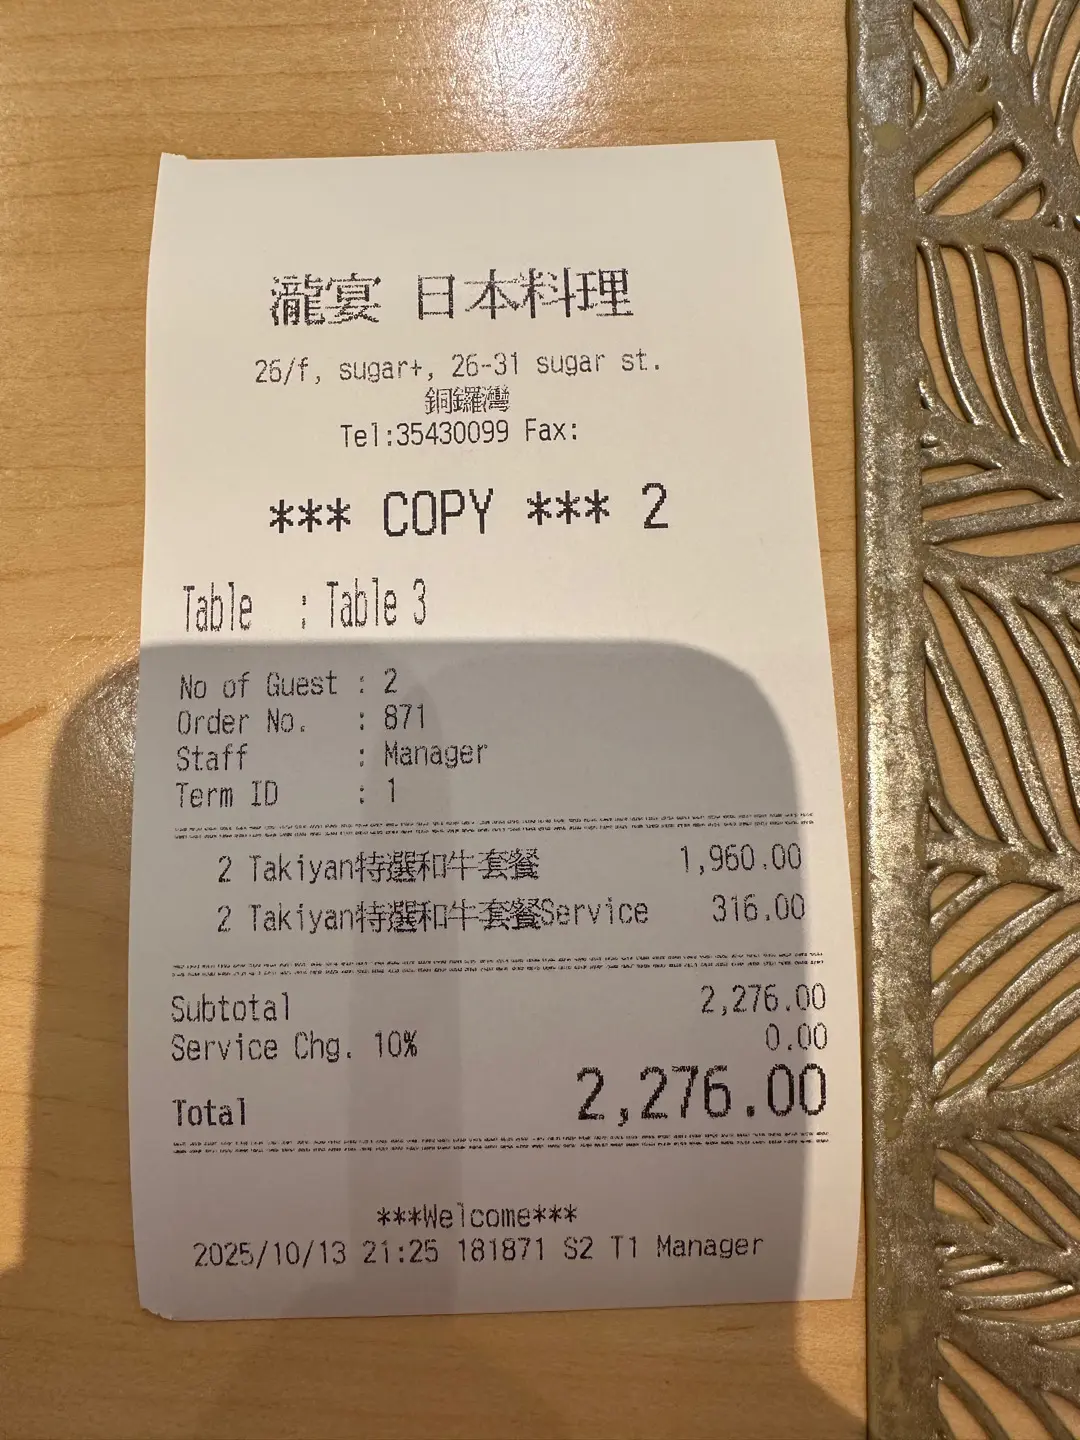 瀧宴 日本料理
26/f, sugar+, 26-31 sugar st.
銅鑼灣
Tel:35430099 Fax:
*** COPY *** 2
Table : Table 3
No of Guest : 2
Order No. : 871
Staff : Manager
Term ID : 1
2 Takiyan特選和牛套餐 1,960.00
2 Takiyan特選和牛套餐Service 316.00
Subtotal 2,276.00
Service Chg. 10% 0.00
Total 2,276.00
***Welcome***
2025/10/13 21:25 181871 S2 T1 Manager